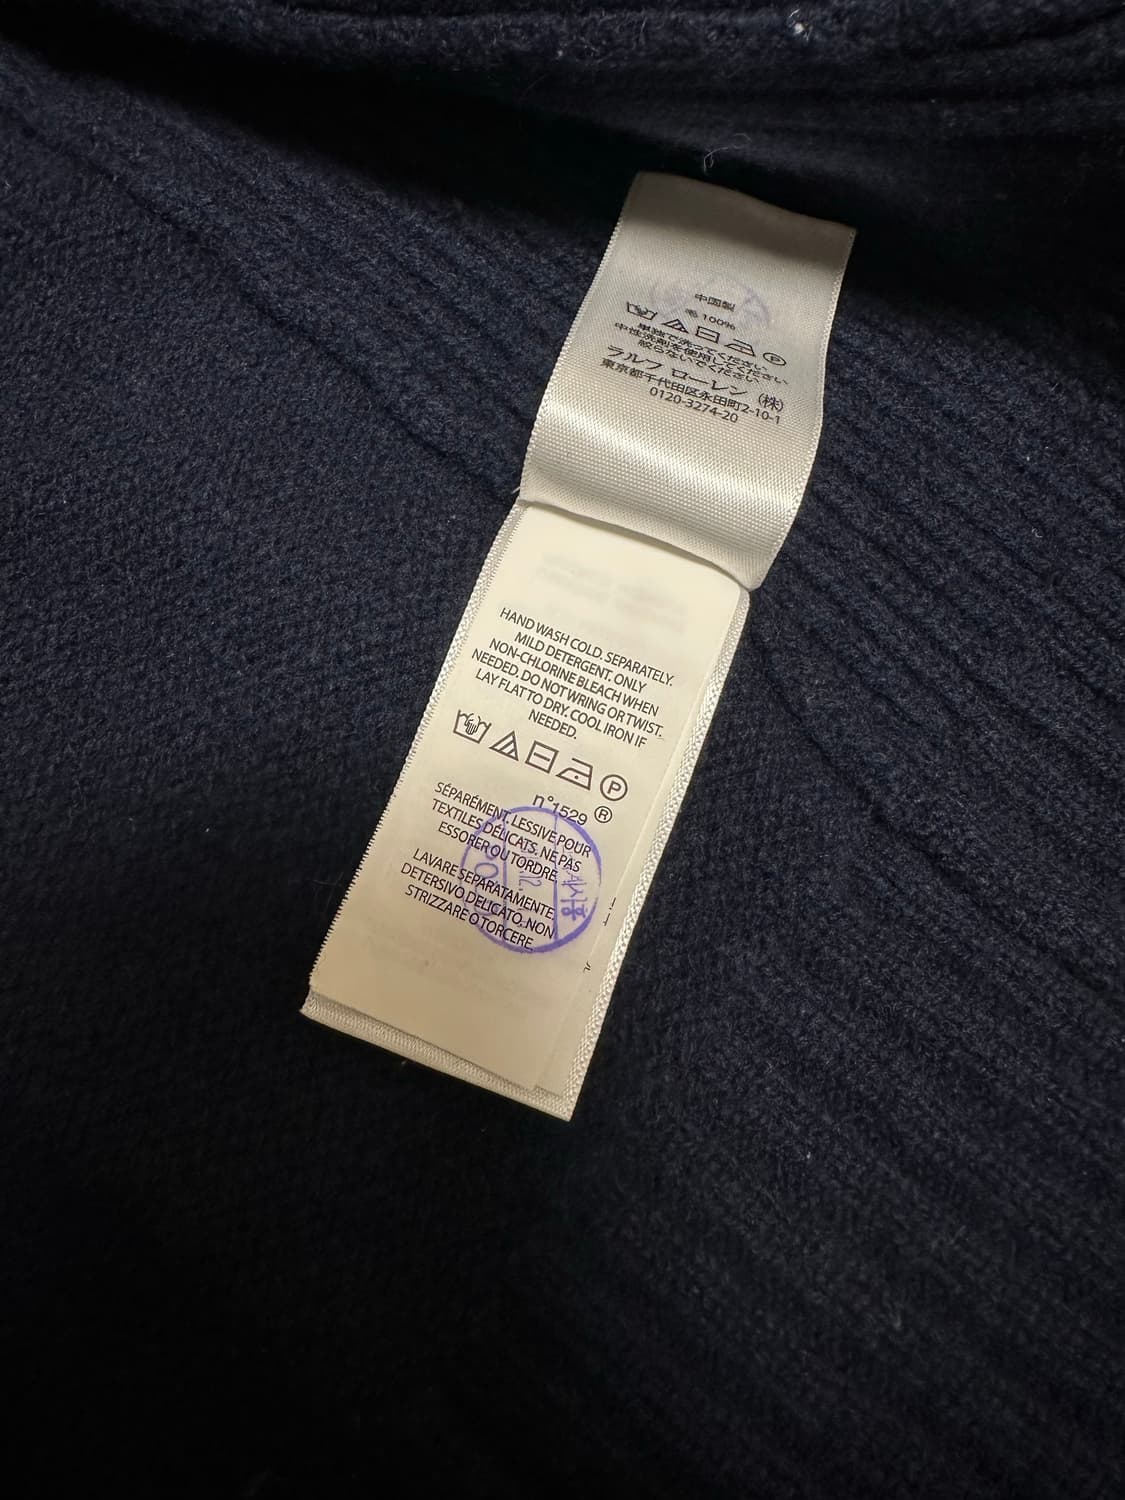 中国製
毛 100%
単独で洗ってください
中性洗剤を使用してください
絞らないでください
ラルフ ローレン (株)
東京都千代田区永田町2-10-1
0120-3274-20
HAND WASH COLD. SEPARATELY.
MILD DETERGENT. ONLY
NON-CHLORINE BLEACH WHEN
NEEDED. DO NOT WRING OR TWIST.
LAY FLAT TO DRY. COOL IRON IF
NEEDED.
P
n°1529 ®
SÉPARÉMENT, LESSIVE POUR
TEXTILES DÉLICATS, NE PAS
ESSORER OU TORDRE
LAVARE SEPARATAMENTE,
DETERSIVO DELICATO, NON
STRIZZARE O TORCERE